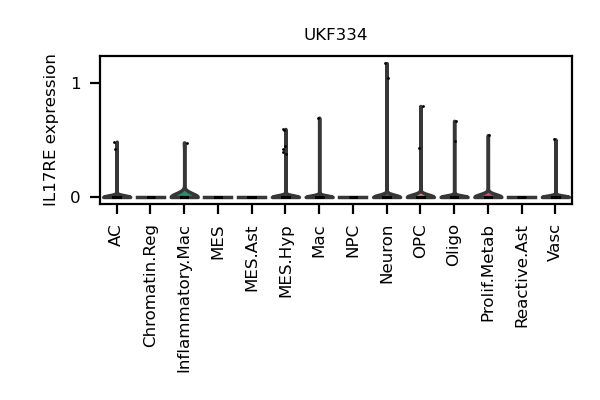 UKF334
IL17RE expression
1
0
AC
Chromatin.Reg
Inflammatory.Mac
MES
MES.Ast
MES.Hyp
Mac
NPC
Neuron
OPC
Oligo
Prolif.Metab
Reactive.Ast
Vasc